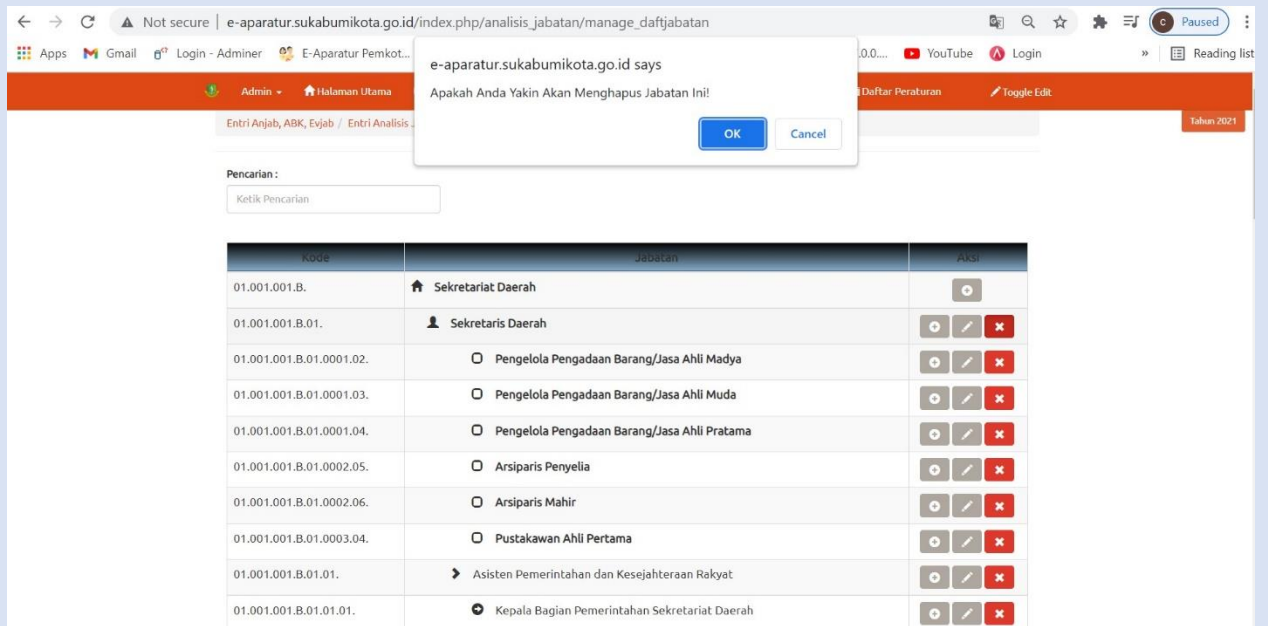 Not secure | e-aparatur.sukabumikota.go.id/index.php/analisis_jabatan/manage_daftjabatan
C Paused
Apps Gmail Login - Adminer E-Aparatur Pemkot... .0.0.... YouTube Login » Reading list
e-aparatur.sukabumikota.go.id says
Apakah Anda Yakin Akan Menghapus Jabatan Ini!
OK Cancel
Admin Halaman Utama Daftar Peraturan Toggle Edit
Entri Anjab, ABK, Evjab / Entri Analisis
Tahun 2021
Pencarian :
Ketik Pencarian
Kode Jabatan Aksi
01.001.001.B. Sekretariat Daerah
01.001.001.B.01. Sekretaris Daerah
01.001.001.B.01.0001.02. Pengelola Pengadaan Barang/Jasa Ahli Madya
01.001.001.B.01.0001.03. Pengelola Pengadaan Barang/Jasa Ahli Muda
01.001.001.B.01.0001.04. Pengelola Pengadaan Barang/Jasa Ahli Pratama
01.001.001.B.01.0002.05. Arsiparis Penyelia
01.001.001.B.01.0002.06. Arsiparis Mahir
01.001.001.B.01.0003.04. Pustakawan Ahli Pertama
01.001.001.B.01.01. Asisten Pemerintahan dan Kesejahteraan Rakyat
01.001.001.B.01.01.01. Kepala Bagian Pemerintahan Sekretariat Daerah